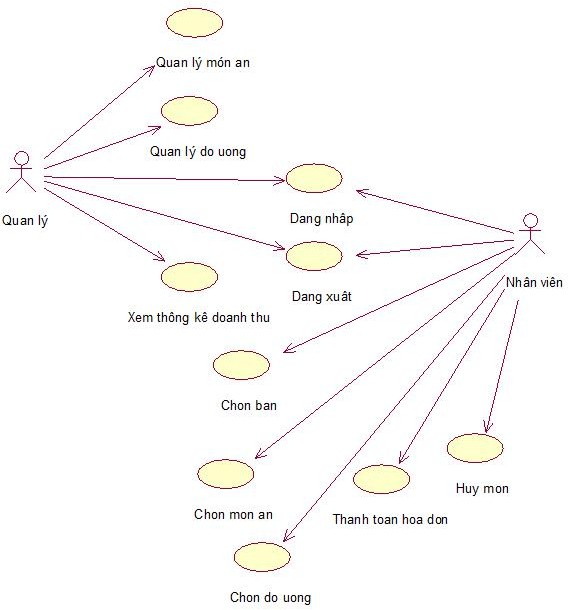 Quan lý món an
Quan lý do uong
Quan lý
Dang nhâp
Nhân viên
Dang xuât
Xem thông kê doanh thu
Chon ban
Huy mon
Chon mon an
Thanh toan hoa don
Chon do uong